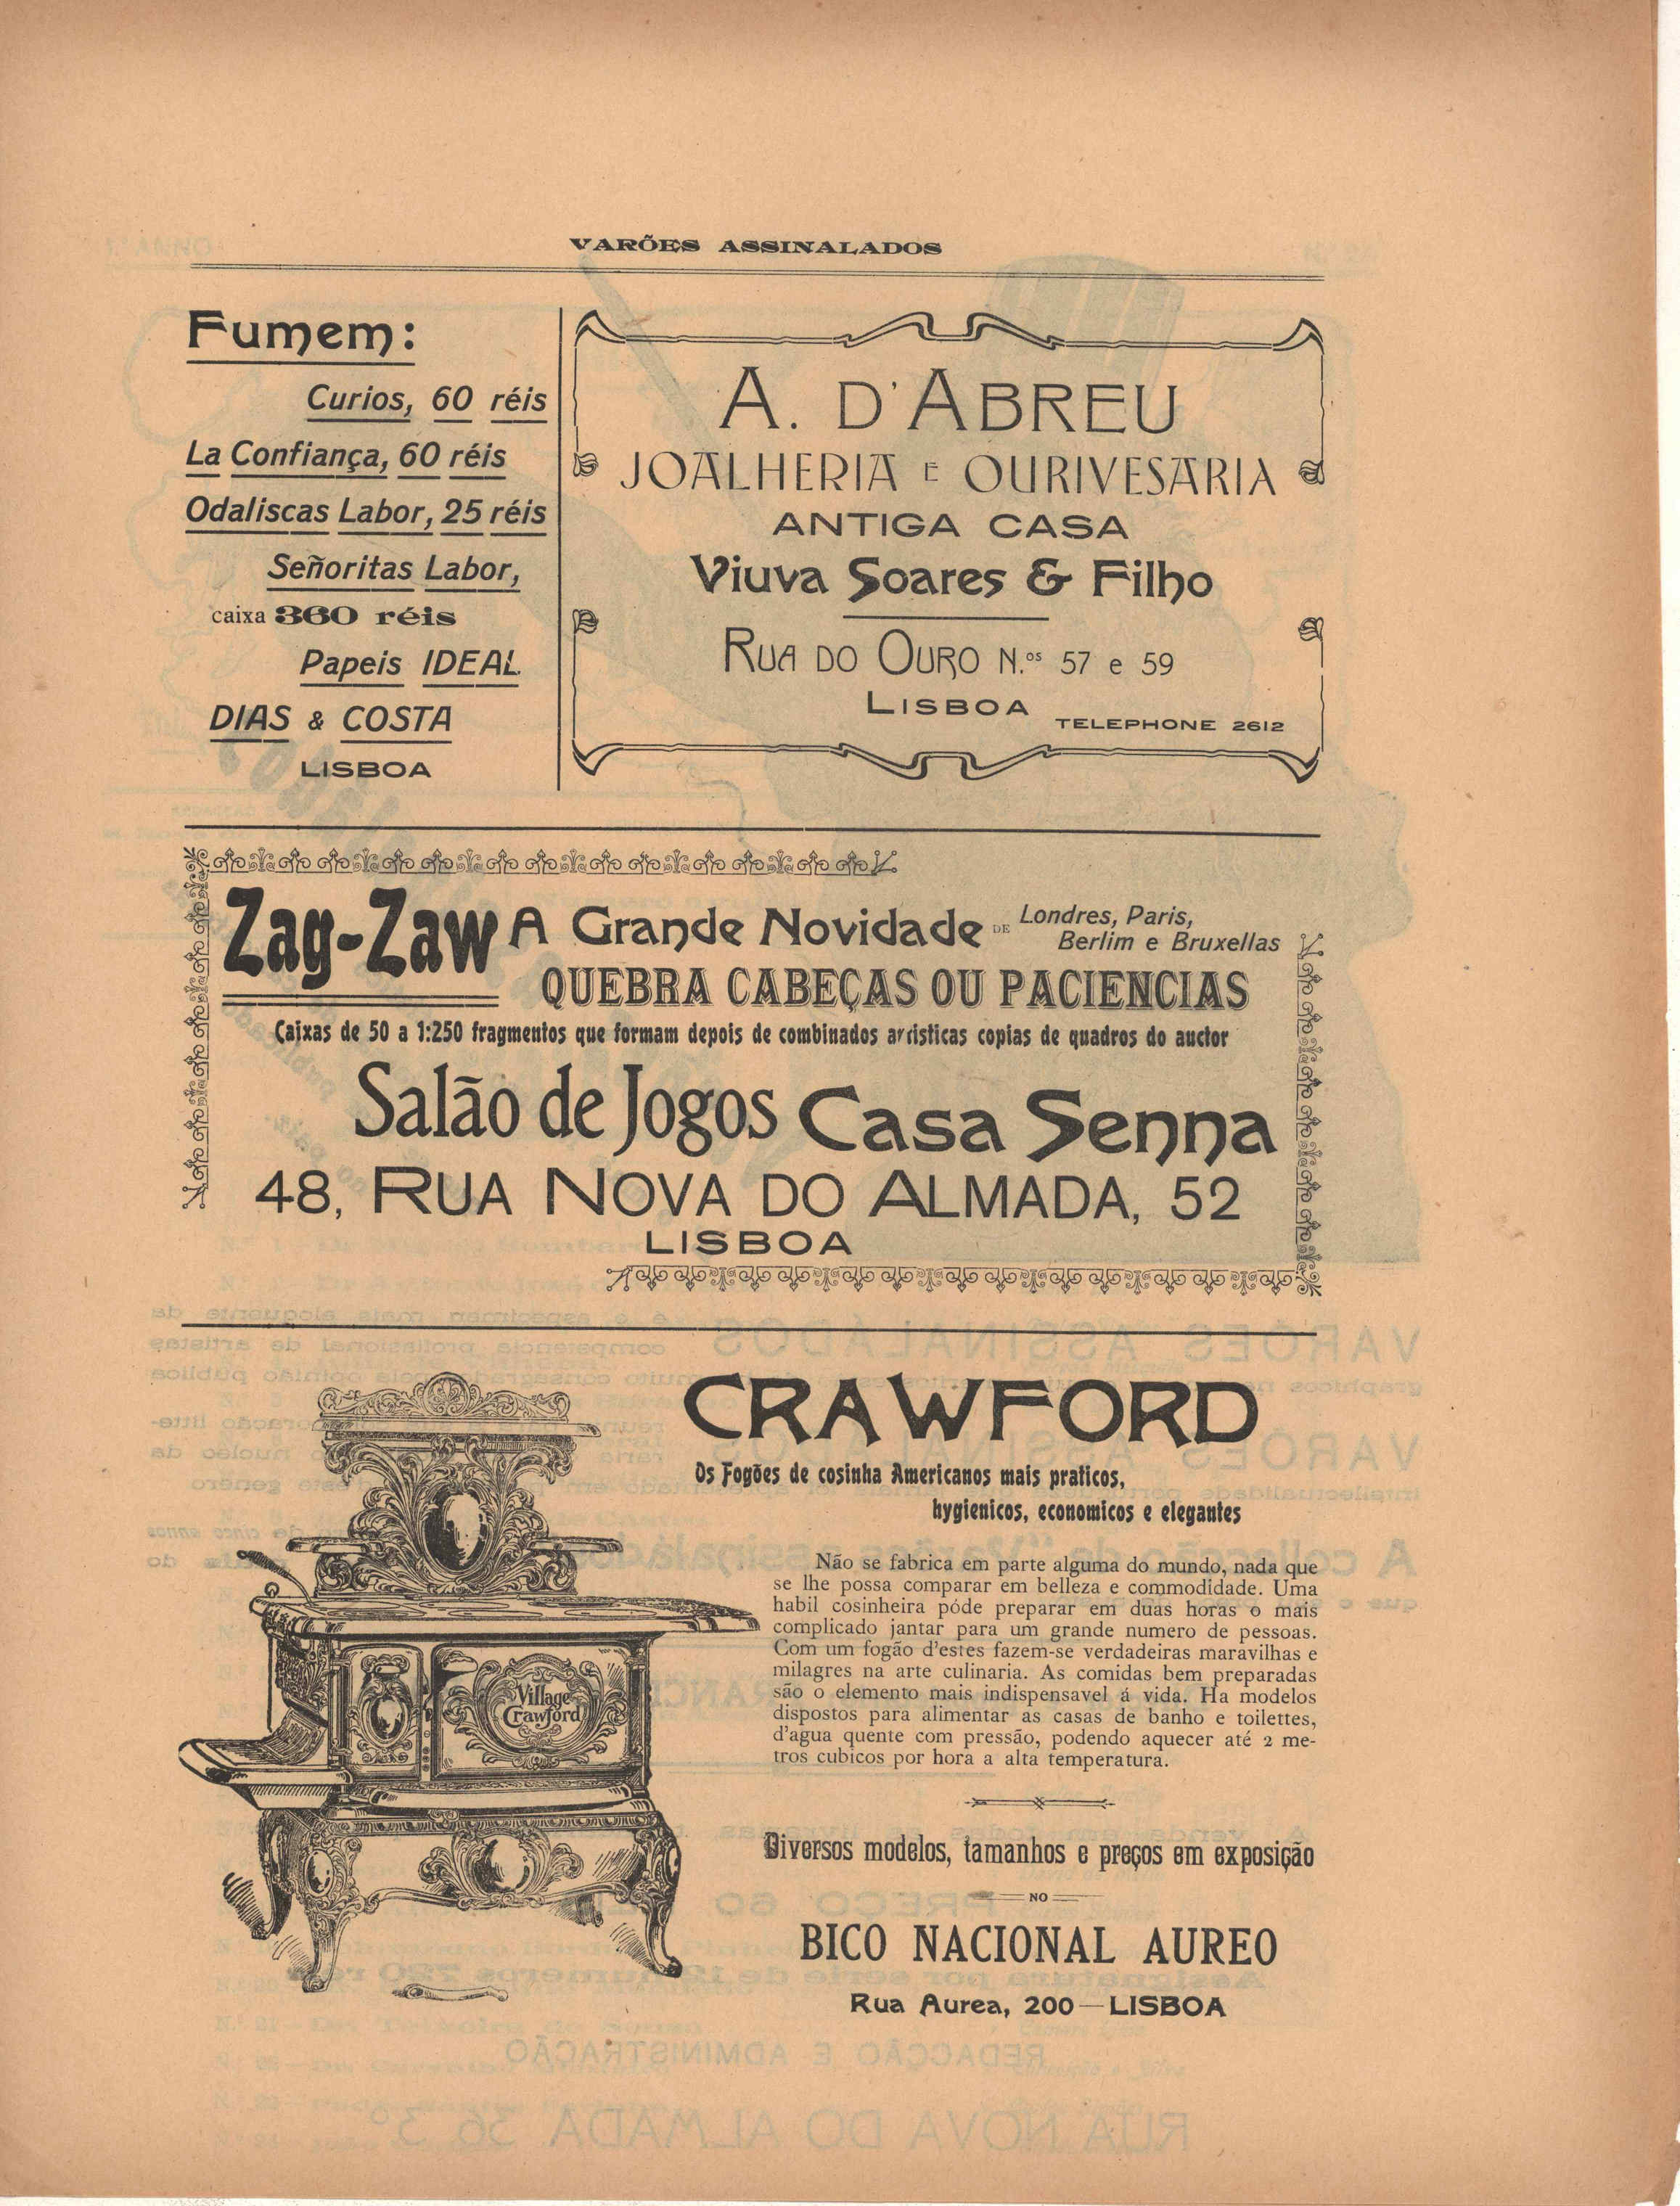 VARÕES ASSINALADOS
Fumem:
Curios, 60 réis
La Confiança, 60 réis
Odaliscas Labor, 25 réis
Señoritas Labor,
caixa 360 réis
Papeis IDEAL
DIAS & COSTA
LISBOA
A. D'ABREU
JOALHERIA E OURIVESARIA
ANTIGA CASA
Viuva Soares & Filho
RUA DO OURO N.os 57 e 59
LISBOA
TELEPHONE 2612
Zag-Zaw A Grande Novidade DE Londres, Paris,
Berlim e Bruxellas
QUEBRA CABEÇAS OU PACIENCIAS
Caixas de 50 a 1:250 fragmentos que formam depois de combinados artisticas copias de quadros do auctor
Salão de Jogos Casa Senna
48, RUA NOVA DO ALMADA, 52
LISBOA
CRAWFORD
Os Fogões de cosinha Americanos mais praticos,
hygienicos, economicos e elegantes
Não se fabrica em parte alguma do mundo, nada que
se lhe possa comparar em belleza e commodidade. Uma
habil cosinheira póde preparar em duas horas o mais
complicado jantar para um grande numero de pessoas.
Com um fogão d'estes fazem-se verdadeiras maravilhas e
milagres na arte culinaria. As comidas bem preparadas
são o elemento mais indispensavel á vida. Ha modelos
dispostos para alimentar as casas de banho e toilettes,
d'agua quente com pressão, podendo aquecer até 2 me-
tros cubicos por hora a alta temperatura.
Village
Crawford
Diversos modelos, tamanhos e preços em exposição
NO
BICO NACIONAL AUREO
Rua Aurea, 200—LISBOA